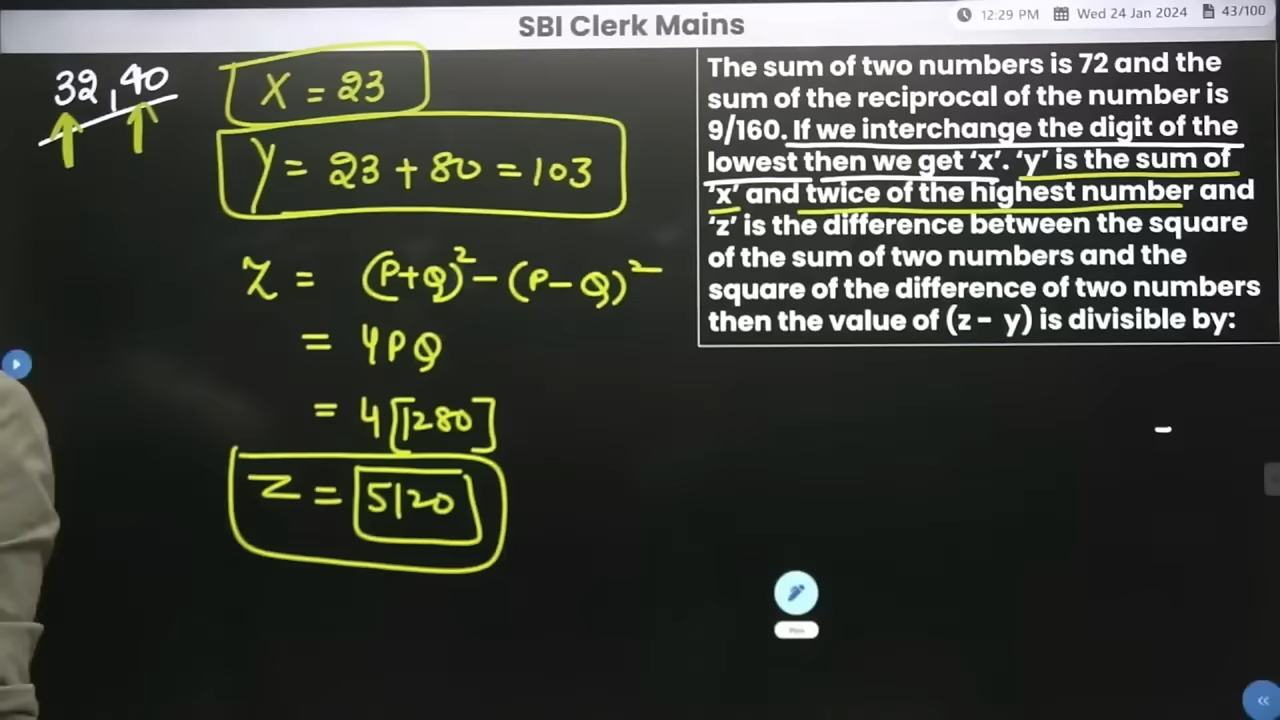 SBI Clerk Mains
12:29 PM Wed 24 Jan 2024 43/100
32, 40
X = 23
Y = 23 + 80 = 103
Z = (P+Q)² - (P-Q)²
= 4PQ
= 4[1280]
Z = 5120
The sum of two numbers is 72 and the
sum of the reciprocal of the number is
9/160. If we interchange the digit of the
lowest then we get ‘x’. ‘y’ is the sum of
‘x’ and twice of the highest number and
‘z’ is the difference between the square
of the sum of two numbers and the
square of the difference of two numbers
then the value of (z - y) is divisible by: